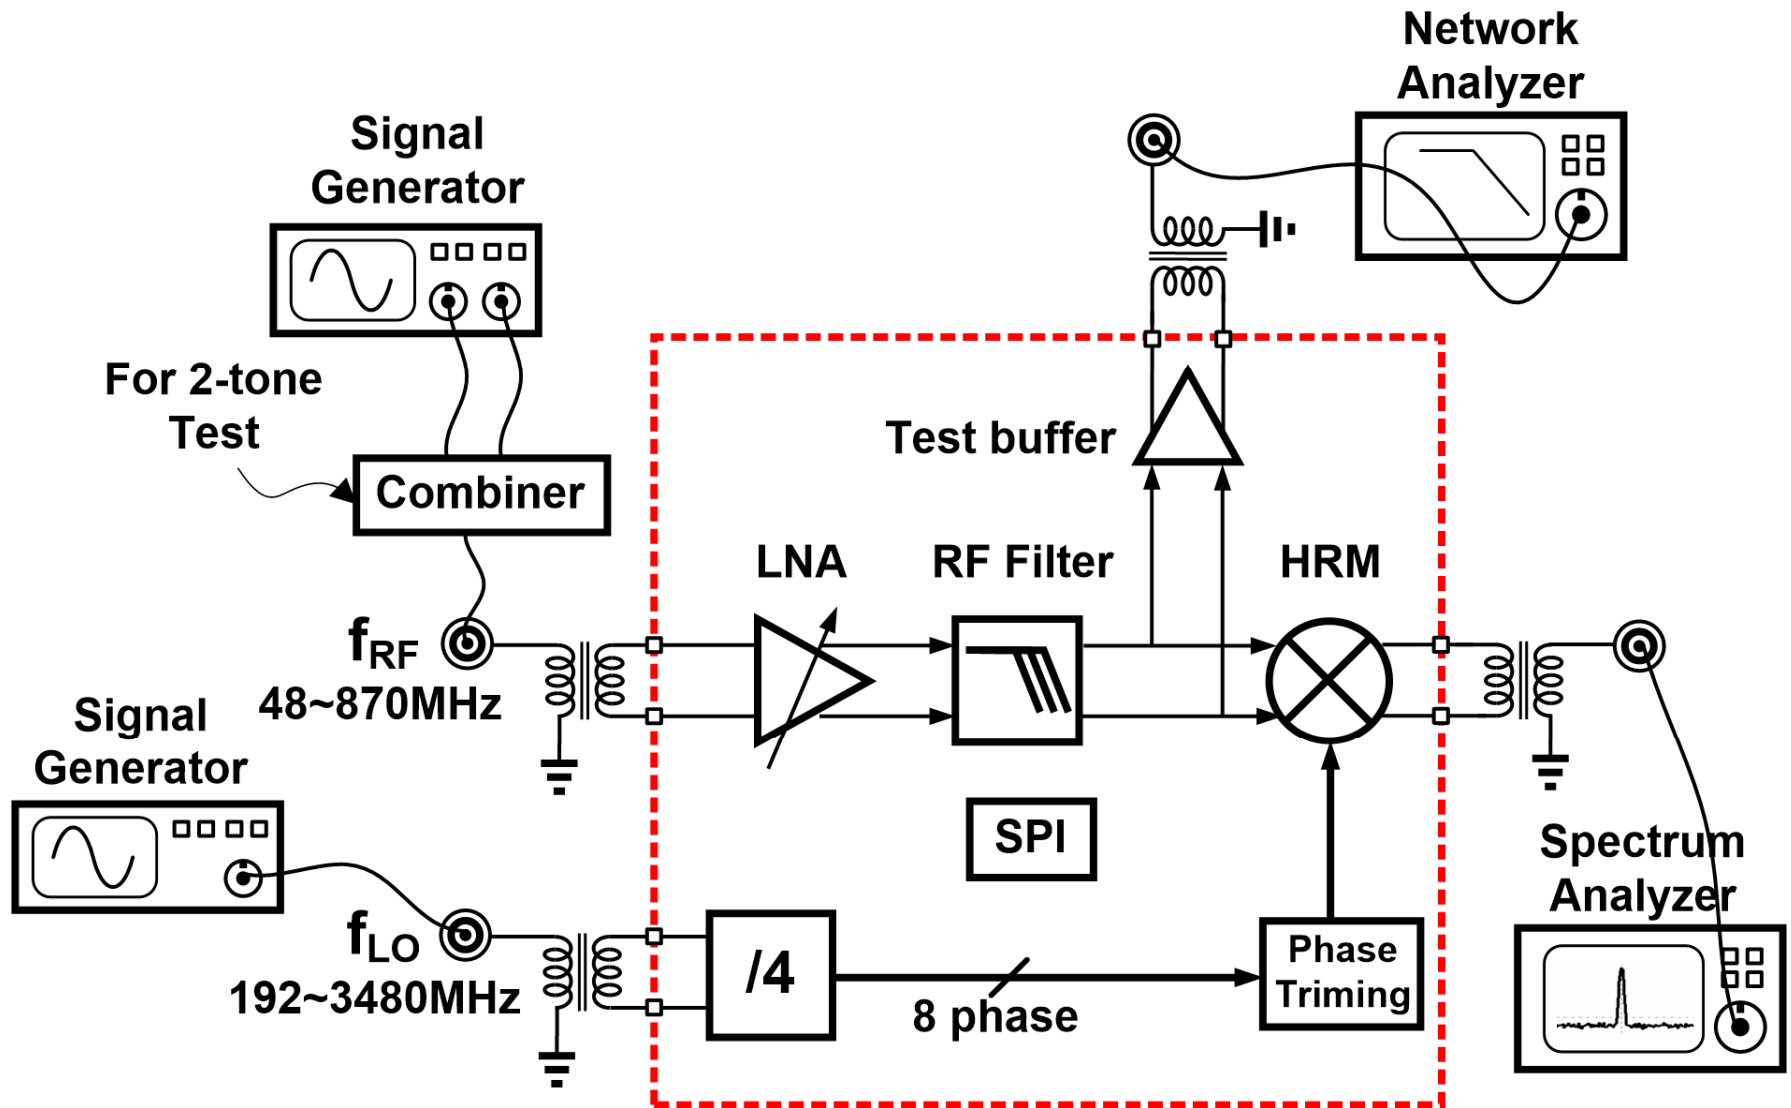 Network
Analyzer
Signal
Generator
For 2-tone
Test
Combiner
Test buffer
LNA
RF Filter
HRM
fRF
48~870MHz
Signal
Generator
SPI
Spectrum
Analyzer
fLO
192~3480MHz
/4
8 phase
Phase
Triming